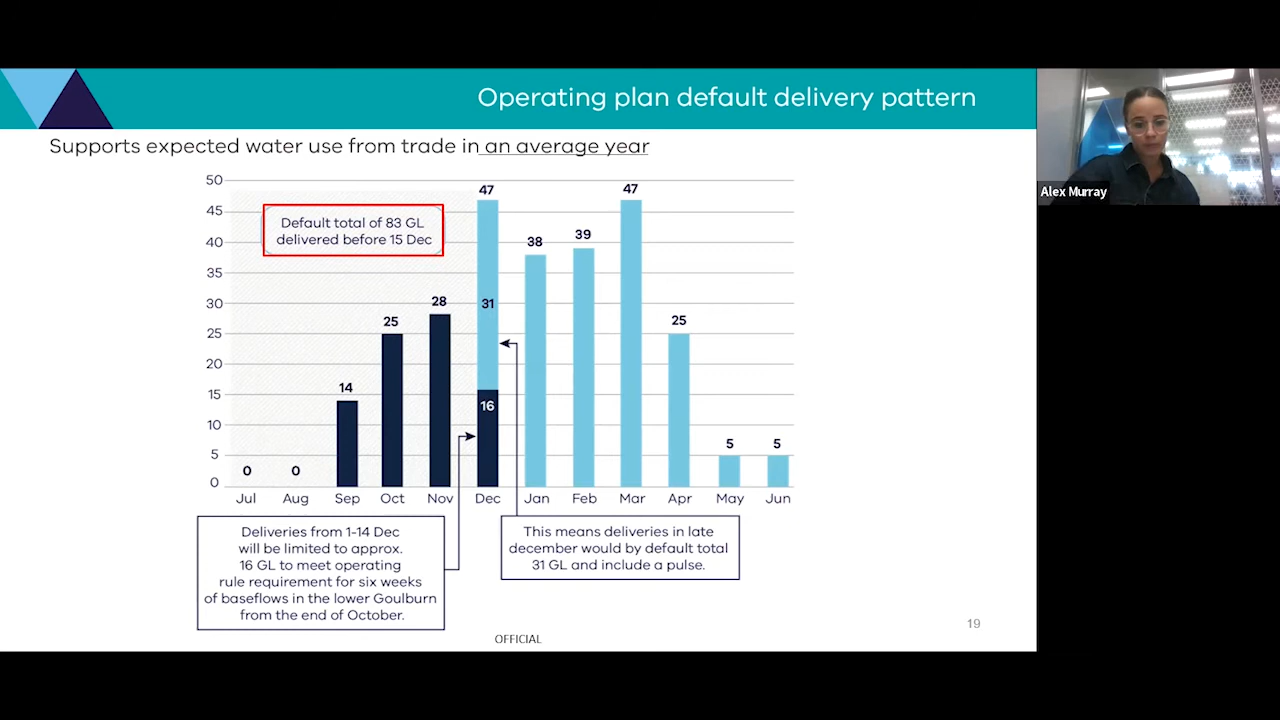 Operating plan default delivery pattern
Supports expected water use from trade in an average year
50
45
40
35
30
25
20
15
10
5
0
Default total of 83 GL
delivered before 15 Dec
0
0
14
25
28
47
31
16
38
39
47
25
5
5
Jul
Aug
Sep
Oct
Nov
Dec
Jan
Feb
Mar
Apr
May
Jun
Deliveries from 1-14 Dec
will be limited to approx.
16 GL to meet operating
rule requirement for six weeks
of baseflows in the lower Goulburn
from the end of October.
This means deliveries in late
december would by default total
31 GL and include a pulse.
19
OFFICIAL
Alex Murray